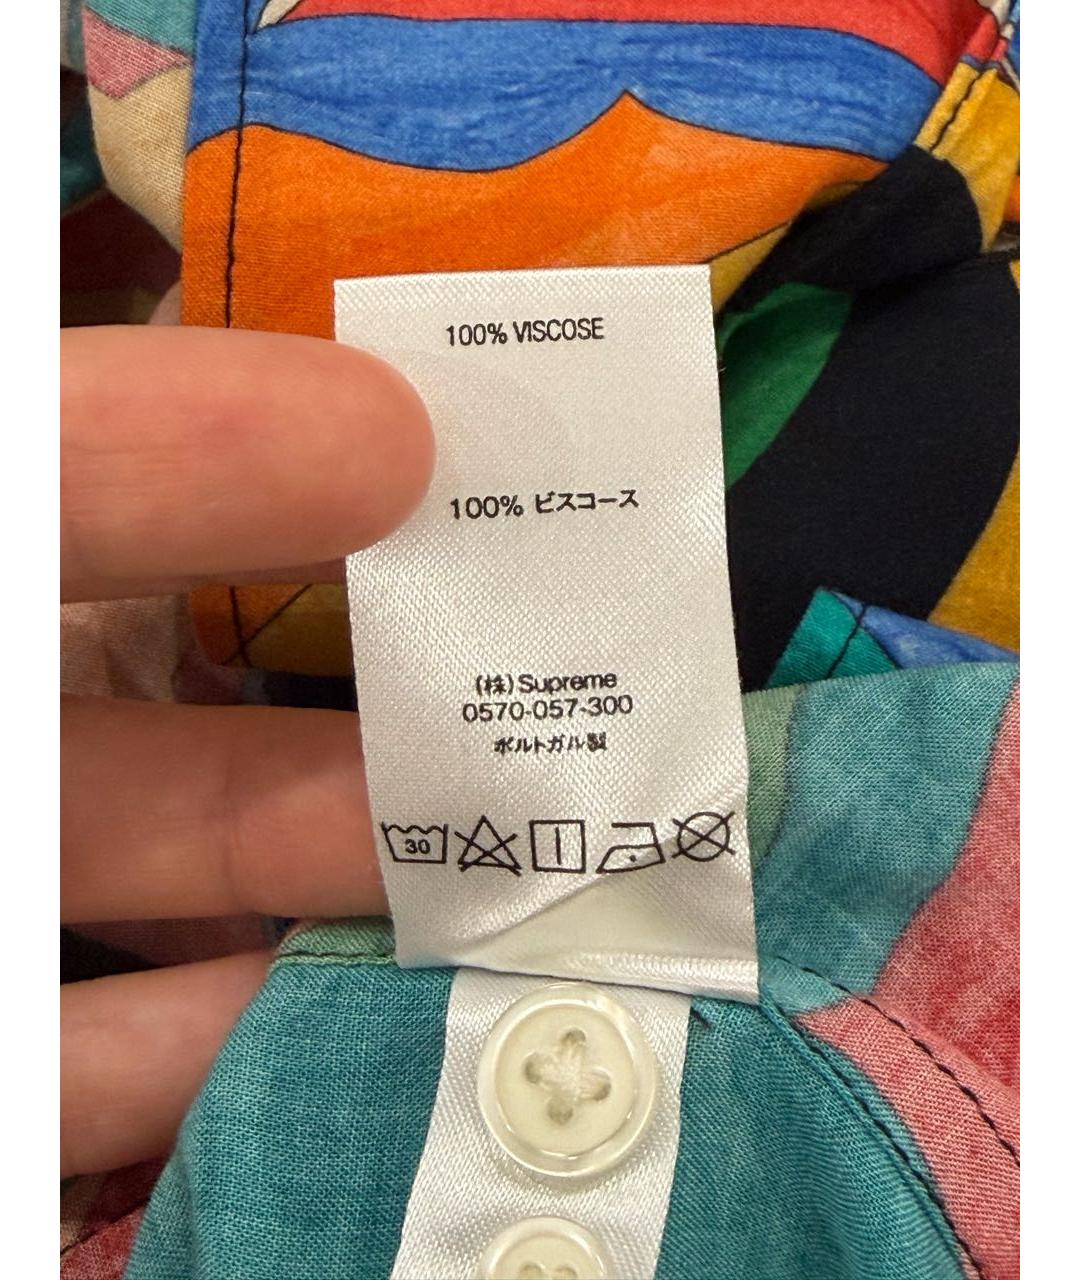 100% VISCOSE
100% ビスコース
(株)Supreme
0570-057-300
ポルトガル製
30